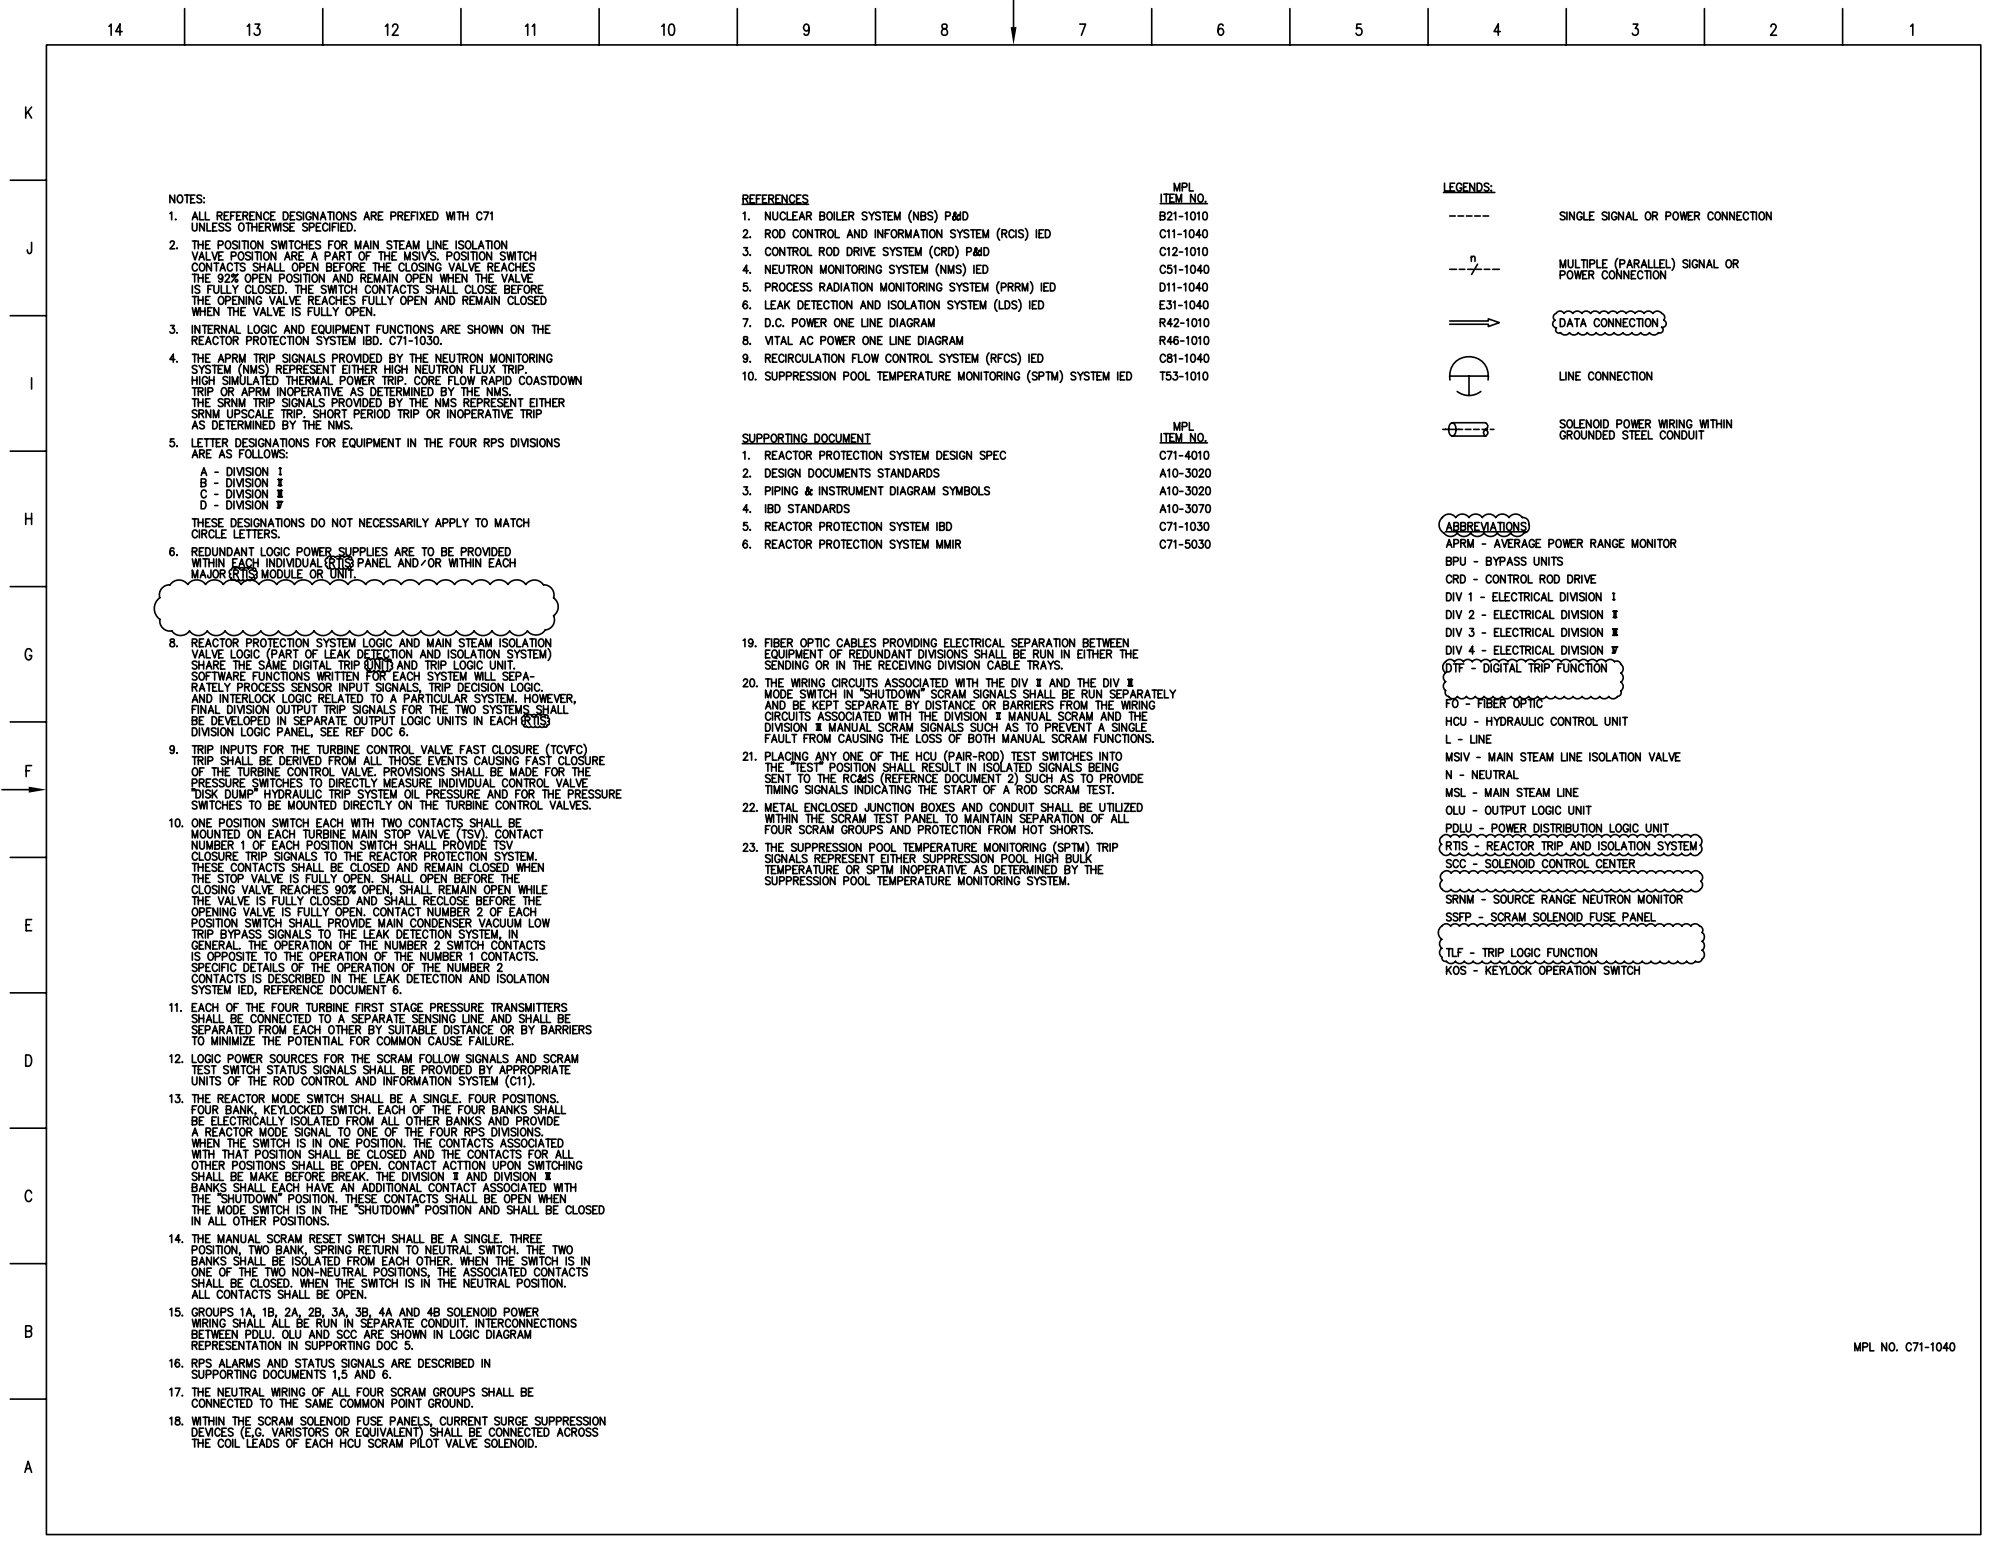 14 13 12 11 10 9 8 7 6 5 4 3 2 1
K
J
I
H
G
F
E
D
C
B
A
NOTES:
1. ALL REFERENCE DESIGNATIONS ARE PREFIXED WITH C71
UNLESS OTHERWISE SPECIFIED.
2. THE POSITION SWITCHES FOR MAIN STEAM LINE ISOLATION
VALVE POSITION ARE A PART OF THE MSIV'S. POSITION SWITCH
CONTACTS SHALL OPEN BEFORE THE CLOSING VALVE REACHES
THE 92% OPEN POSITION AND REMAIN OPEN WHEN THE VALVE
IS FULLY CLOSED. THE SWITCH CONTACTS SHALL CLOSE BEFORE
THE OPENING VALVE REACHES FULLY OPEN AND REMAIN CLOSED
WHEN THE VALVE IS FULLY OPEN.
3. INTERNAL LOGIC AND EQUIPMENT FUNCTIONS ARE SHOWN ON THE
REACTOR PROTECTION SYSTEM IBD. C71-1030.
4. THE APRM TRIP SIGNALS PROVIDED BY THE NEUTRON MONITORING
SYSTEM (NMS) REPRESENT EITHER HIGH NEUTRON FLUX TRIP.
HIGH SIMULATED THERMAL POWER TRIP. CORE FLOW RAPID COASTDOWN
TRIP OR APRM INOPERATIVE AS DETERMINED BY THE NMS.
THE SRNM TRIP SIGNALS PROVIDED BY THE NMS REPRESENT EITHER
SRNM UPSCALE TRIP. SHORT PERIOD TRIP OR INOPERATIVE TRIP
AS DETERMINED BY THE NMS.
5. LETTER DESIGNATIONS FOR EQUIPMENT IN THE FOUR RPS DIVISIONS
ARE AS FOLLOWS:
A - DIVISION I
B - DIVISION II
C - DIVISION III
D - DIVISION IV
THESE DESIGNATIONS DO NOT NECESSARILY APPLY TO MATCH
CIRCLE LETTERS.
6. REDUNDANT LOGIC POWER SUPPLIES ARE TO BE PROVIDED
WITHIN EACH INDIVIDUAL RTIS PANEL AND/OR WITHIN EACH
MAJOR RTIS MODULE OR UNIT.
8. REACTOR PROTECTION SYSTEM LOGIC AND MAIN STEAM ISOLATION
VALVE LOGIC (PART OF LEAK DETECTION AND ISOLATION SYSTEM)
SHARE THE SAME DIGITAL TRIP UNIT AND TRIP LOGIC UNIT.
SOFTWARE FUNCTIONS WRITTEN FOR EACH SYSTEM WILL SEPA-
RATELY PROCESS SENSOR INPUT SIGNALS, TRIP DECISION LOGIC.
AND INTERLOCK LOGIC RELATED TO A PARTICULAR SYSTEM. HOWEVER,
FINAL DIVISION OUTPUT TRIP SIGNALS FOR THE TWO SYSTEMS SHALL
BE DEVELOPED IN SEPARATE OUTPUT LOGIC UNITS IN EACH RTIS
DIVISION LOGIC PANEL, SEE REF DOC 6.
9. TRIP INPUTS FOR THE TURBINE CONTROL VALVE FAST CLOSURE (TCVFC)
TRIP SHALL BE DERIVED FROM ALL THOSE EVENTS CAUSING FAST CLOSURE
OF THE TURBINE CONTROL VALVE. PROVISIONS SHALL BE MADE FOR THE
PRESSURE SWITCHES TO DIRECTLY MEASURE INDIVIDUAL CONTROL VALVE
"DISK DUMP" HYDRAULIC TRIP SYSTEM OIL PRESSURE AND FOR THE PRESSURE
SWITCHES TO BE MOUNTED DIRECTLY ON THE TURBINE CONTROL VALVES.
10. ONE POSITION SWITCH EACH WITH TWO CONTACTS SHALL BE
MOUNTED ON EACH TURBINE MAIN STOP VALVE (TSV). CONTACT
NUMBER 1 OF EACH POSITION SWITCH SHALL PROVIDE TSV
CLOSURE TRIP SIGNALS TO THE REACTOR PROTECTION SYSTEM.
THESE CONTACTS SHALL BE CLOSED AND REMAIN CLOSED WHEN
THE STOP VALVE IS FULLY OPEN. SHALL OPEN BEFORE THE
CLOSING VALVE REACHES 90% OPEN, SHALL REMAIN OPEN WHILE
THE VALVE IS FULLY CLOSED AND SHALL RECLOSE BEFORE THE
OPENING VALVE IS FULLY OPEN. CONTACT NUMBER 2 OF EACH
POSITION SWITCH SHALL PROVIDE MAIN CONDENSER VACUUM LOW
TRIP BYPASS SIGNALS TO THE LEAK DETECTION SYSTEM, IN
GENERAL. THE OPERATION OF THE NUMBER 2 SWITCH CONTACTS
IS OPPOSITE TO THE OPERATION OF THE NUMBER 1 CONTACTS.
SPECIFIC DETAILS OF THE OPERATION OF THE NUMBER 2
CONTACTS IS DESCRIBED IN THE LEAK DETECTION AND ISOLATION
SYSTEM IED, REFERENCE DOCUMENT 6.
11. EACH OF THE FOUR TURBINE FIRST STAGE PRESSURE TRANSMITTERS
SHALL BE CONNECTED TO A SEPARATE SENSING LINE AND SHALL BE
SEPARATED FROM EACH OTHER BY SUITABLE DISTANCE OR BY BARRIERS
TO MINIMIZE THE POTENTIAL FOR COMMON CAUSE FAILURE.
12. LOGIC POWER SOURCES FOR THE SCRAM FOLLOW SIGNALS AND SCRAM
TEST SWITCH STATUS SIGNALS SHALL BE PROVIDED BY APPROPRIATE
UNITS OF THE ROD CONTROL AND INFORMATION SYSTEM (C11).
13. THE REACTOR MODE SWITCH SHALL BE A SINGLE. FOUR POSITIONS.
FOUR BANK, KEYLOCKED SWITCH. EACH OF THE FOUR BANKS SHALL
BE ELECTRICALLY ISOLATED FROM ALL OTHER BANKS AND PROVIDE
A REACTOR MODE SIGNAL TO ONE OF THE FOUR RPS DIVISIONS.
WHEN THE SWITCH IS IN ONE POSITION. THE CONTACTS ASSOCIATED
WITH THAT POSITION SHALL BE CLOSED AND THE CONTACTS FOR ALL
OTHER POSITIONS SHALL BE OPEN. CONTACT ACTTION UPON SWITCHING
SHALL BE MAKE BEFORE BREAK. THE DIVISION II AND DIVISION III
BANKS SHALL EACH HAVE AN ADDITIONAL CONTACT ASSOCIATED WITH
THE "SHUTDOWN" POSITION. THESE CONTACTS SHALL BE OPEN WHEN
THE MODE SWITCH IS IN THE "SHUTDOWN" POSITION AND SHALL BE CLOSED
IN ALL OTHER POSITIONS.
14. THE MANUAL SCRAM RESET SWITCH SHALL BE A SINGLE. THREE
POSITION, TWO BANK, SPRING RETURN TO NEUTRAL SWITCH. THE TWO
BANKS SHALL BE ISOLATED FROM EACH OTHER. WHEN THE SWITCH IS IN
ONE OF THE TWO NON-NEUTRAL POSITIONS, THE ASSOCIATED CONTACTS
SHALL BE CLOSED. WHEN THE SWITCH IS IN THE NEUTRAL POSITION.
ALL CONTACTS SHALL BE OPEN.
15. GROUPS 1A, 1B, 2A, 2B, 3A, 3B, 4A AND 4B SOLENOID POWER
WIRING SHALL ALL BE RUN IN SEPARATE CONDUIT. INTERCONNECTIONS
BETWEEN PDLU. OLU AND SCC ARE SHOWN IN LOGIC DIAGRAM
REPRESENTATION IN SUPPORTING DOC 5.
16. RPS ALARMS AND STATUS SIGNALS ARE DESCRIBED IN
SUPPORTING DOCUMENTS 1,5 AND 6.
17. THE NEUTRAL WIRING OF ALL FOUR SCRAM GROUPS SHALL BE
CONNECTED TO THE SAME COMMON POINT GROUND.
18. WITHIN THE SCRAM SOLENOID FUSE PANELS, CURRENT SURGE SUPPRESSION
DEVICES (E,G. VARISTORS OR EQUIVALENT) SHALL BE CONNECTED ACROSS
THE COIL LEADS OF EACH HCU SCRAM PILOT VALVE SOLENOID.
REFERENCES MPL ITEM NO.
1. NUCLEAR BOILER SYSTEM (NBS) P&ID B21-1010
2. ROD CONTROL AND INFORMATION SYSTEM (RCIS) IED C11-1040
3. CONTROL ROD DRIVE SYSTEM (CRD) P&ID C12-1010
4. NEUTRON MONITORING SYSTEM (NMS) IED C51-1040
5. PROCESS RADIATION MONITORING SYSTEM (PRRM) IED D11-1040
6. LEAK DETECTION AND ISOLATION SYSTEM (LDS) IED E31-1040
7. D.C. POWER ONE LINE DIAGRAM R42-1010
8. VITAL AC POWER ONE LINE DIAGRAM R46-1010
9. RECIRCULATION FLOW CONTROL SYSTEM (RFCS) IED C81-1040
10. SUPPRESSION POOL TEMPERATURE MONITORING (SPTM) SYSTEM IED T53-1010
SUPPORTING DOCUMENT MPL ITEM NO.
1. REACTOR PROTECTION SYSTEM DESIGN SPEC C71-4010
2. DESIGN DOCUMENTS STANDARDS A10-3020
3. PIPING & INSTRUMENT DIAGRAM SYMBOLS A10-3020
4. IBD STANDARDS A10-3070
5. REACTOR PROTECTION SYSTEM IBD C71-1030
6. REACTOR PROTECTION SYSTEM MMIR C71-5030
19. FIBER OPTIC CABLES PROVIDING ELECTRICAL SEPARATION BETWEEN
EQUIPMENT OF REDUNDANT DIVISIONS SHALL BE RUN IN EITHER THE
SENDING OR IN THE RECEIVING DIVISION CABLE TRAYS.
20. THE WIRING CIRCUITS ASSOCIATED WITH THE DIV II AND THE DIV III
MODE SWITCH IN "SHUTDOWN" SCRAM SIGNALS SHALL BE RUN SEPARATELY
AND BE KEPT SEPARATE BY DISTANCE OR BARRIERS FROM THE WIRING
CIRCUITS ASSOCIATED WITH THE DIVISION II MANUAL SCRAM AND THE
DIVISION III MANUAL SCRAM SIGNALS SUCH AS TO PREVENT A SINGLE
FAULT FROM CAUSING THE LOSS OF BOTH MANUAL SCRAM FUNCTIONS.
21. PLACING ANY ONE OF THE HCU (PAIR-ROD) TEST SWITCHES INTO
THE "TEST" POSITION SHALL RESULT IN ISOLATED SIGNALS BEING
SENT TO THE RC&IS (REFERNCE DOCUMENT 2) SUCH AS TO PROVIDE
TIMING SIGNALS INDICATING THE START OF A ROD SCRAM TEST.
22. METAL ENCLOSED JUNCTION BOXES AND CONDUIT SHALL BE UTILIZED
WITHIN THE SCRAM TEST PANEL TO MAINTAIN SEPARATION OF ALL
FOUR SCRAM GROUPS AND PROTECTION FROM HOT SHORTS.
23. THE SUPPRESSION POOL TEMPERATURE MONITORING (SPTM) TRIP
SIGNALS REPRESENT EITHER SUPPRESSION POOL HIGH BULK
TEMPERATURE OR SPTM INOPERATIVE AS DETERMINED BY THE
SUPPRESSION POOL TEMPERATURE MONITORING SYSTEM.
LEGENDS:
SINGLE SIGNAL OR POWER CONNECTION
n
MULTIPLE (PARALLEL) SIGNAL OR
POWER CONNECTION
DATA CONNECTION
LINE CONNECTION
SOLENOID POWER WIRING WITHIN
GROUNDED STEEL CONDUIT
ABBREVIATIONS
APRM - AVERAGE POWER RANGE MONITOR
BPU - BYPASS UNITS
CRD - CONTROL ROD DRIVE
DIV 1 - ELECTRICAL DIVISION I
DIV 2 - ELECTRICAL DIVISION II
DIV 3 - ELECTRICAL DIVISION III
DIV 4 - ELECTRICAL DIVISION IV
DTF - DIGITAL TRIP FUNCTION
FO - FIBER OPTIC
HCU - HYDRAULIC CONTROL UNIT
L - LINE
MSIV - MAIN STEAM LINE ISOLATION VALVE
N - NEUTRAL
MSL - MAIN STEAM LINE
OLU - OUTPUT LOGIC UNIT
PDLU - POWER DISTRIBUTION LOGIC UNIT
RTIS - REACTOR TRIP AND ISOLATION SYSTEM
SCC - SOLENOID CONTROL CENTER
SRNM - SOURCE RANGE NEUTRON MONITOR
SSFP - SCRAM SOLENOID FUSE PANEL
TLF - TRIP LOGIC FUNCTION
KOS - KEYLOCK OPERATION SWITCH
MPL NO. C71-1040